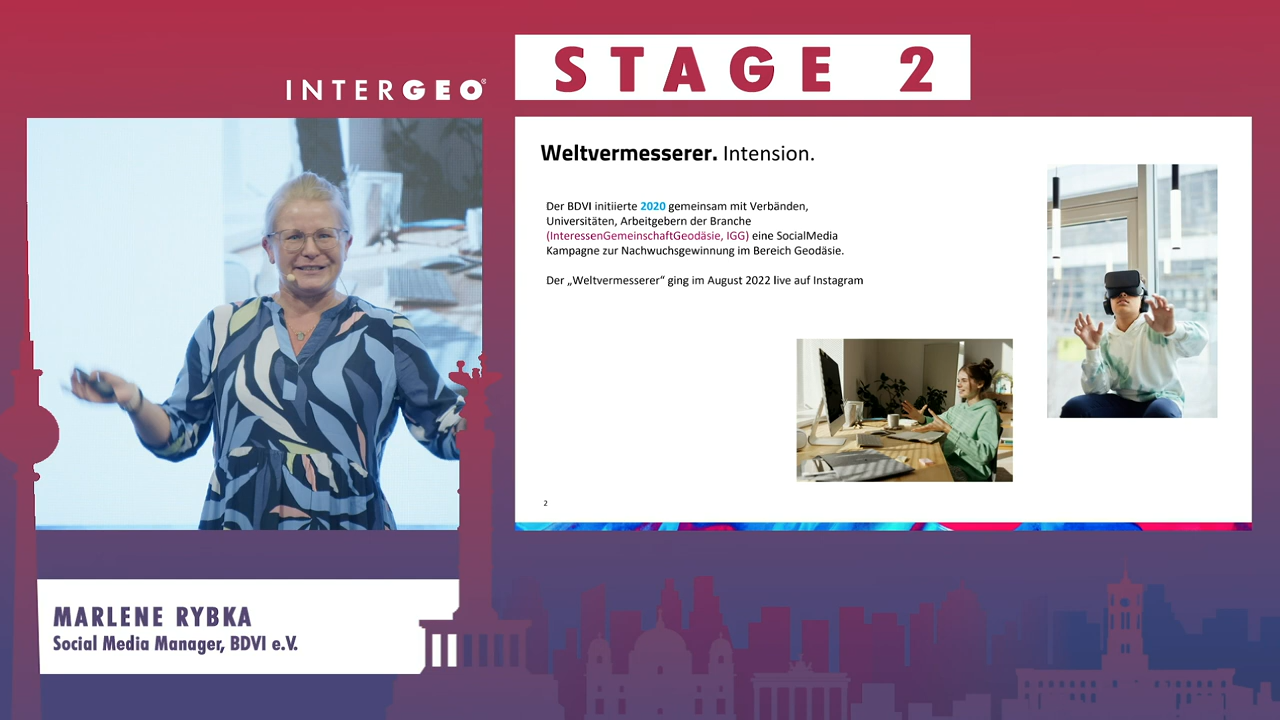 STAGE 2
INTERGEO®
Weltvermesserer. Intension.
Der BDVI initiierte 2020 gemeinsam mit Verbänden,
Universitäten, Arbeitgebern der Branche
(InteressenGemeinschaftGeodäsie, IGG) eine SocialMedia
Kampagne zur Nachwuchsgewinnung im Bereich Geodäsie.
Der „Weltvermesserer“ ging im August 2022 live auf Instagram
2
MARLENE RYBKA
Social Media Manager, BDVI e.V.